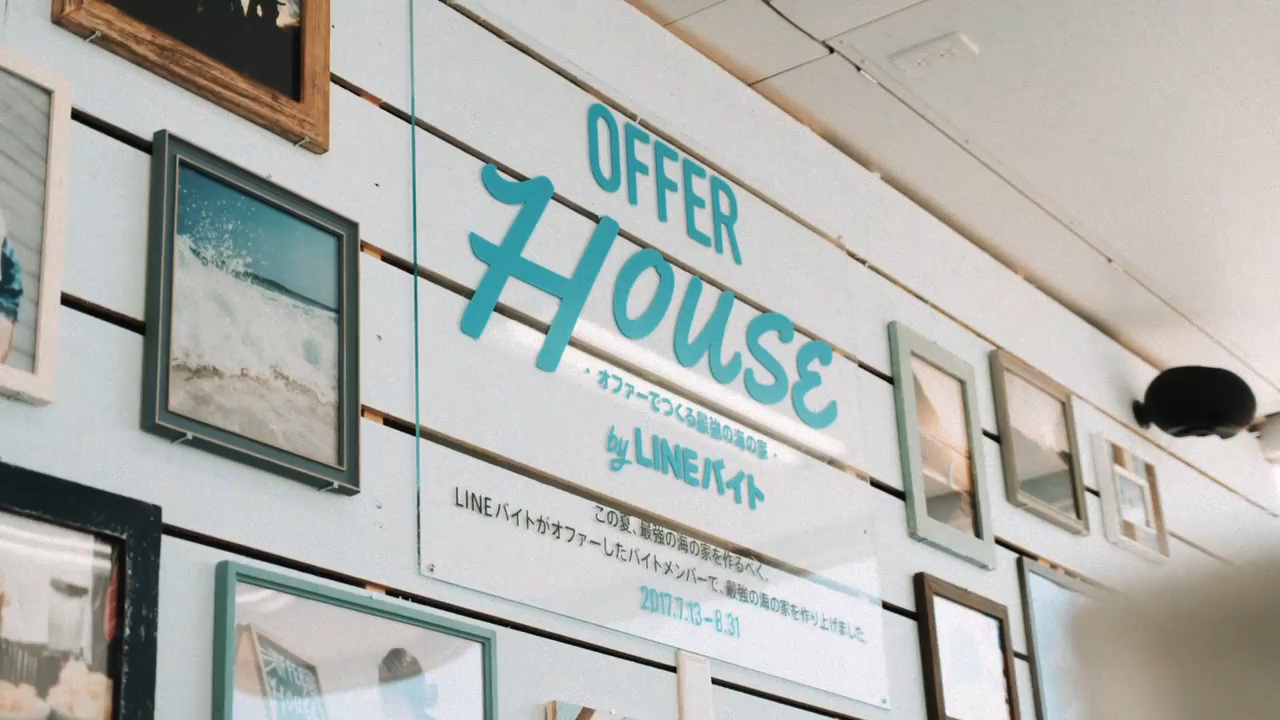 OFFER
House
・オファーでつくる最強の海の家・
by LINEバイト
この夏、最強の海の家を作るべく、
LINEバイトがオファーしたバイトメンバーで、最強の海の家を作り上げました。
2017.7.13-8.31
OFFER
House